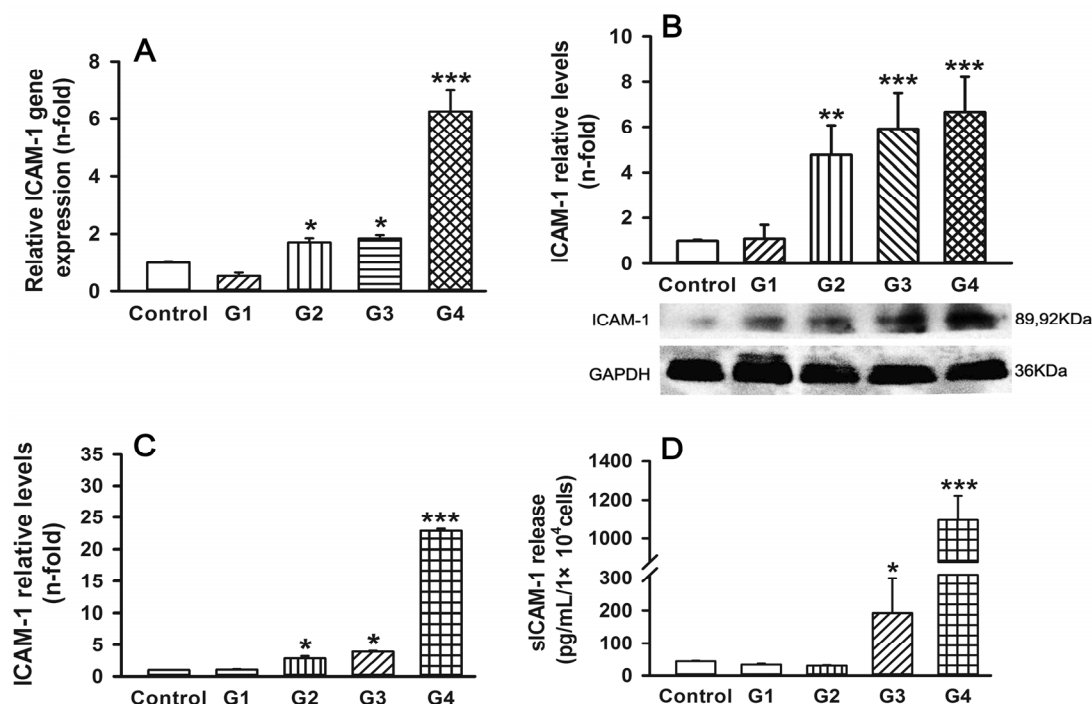 A
Relative ICAM-1 gene
expression (n-fold)
8
6
4
2
0
*
*
***
Control G1 G2 G3 G4
B
ICAM-1 relative levels
(n-fold)
10
8
6
4
2
0
**
***
***
Control G1 G2 G3 G4
ICAM-1 89,92KDa
GAPDH 36KDa
C
ICAM-1 relative levels
(n-fold)
35
30
25
20
15
10
5
0
*
*
***
Control G1 G2 G3 G4
D
sICAM-1 release
(pg/mL/1× 10⁴cells)
1400
1200
1000
300
200
100
0
*
***
Control G1 G2 G3 G4